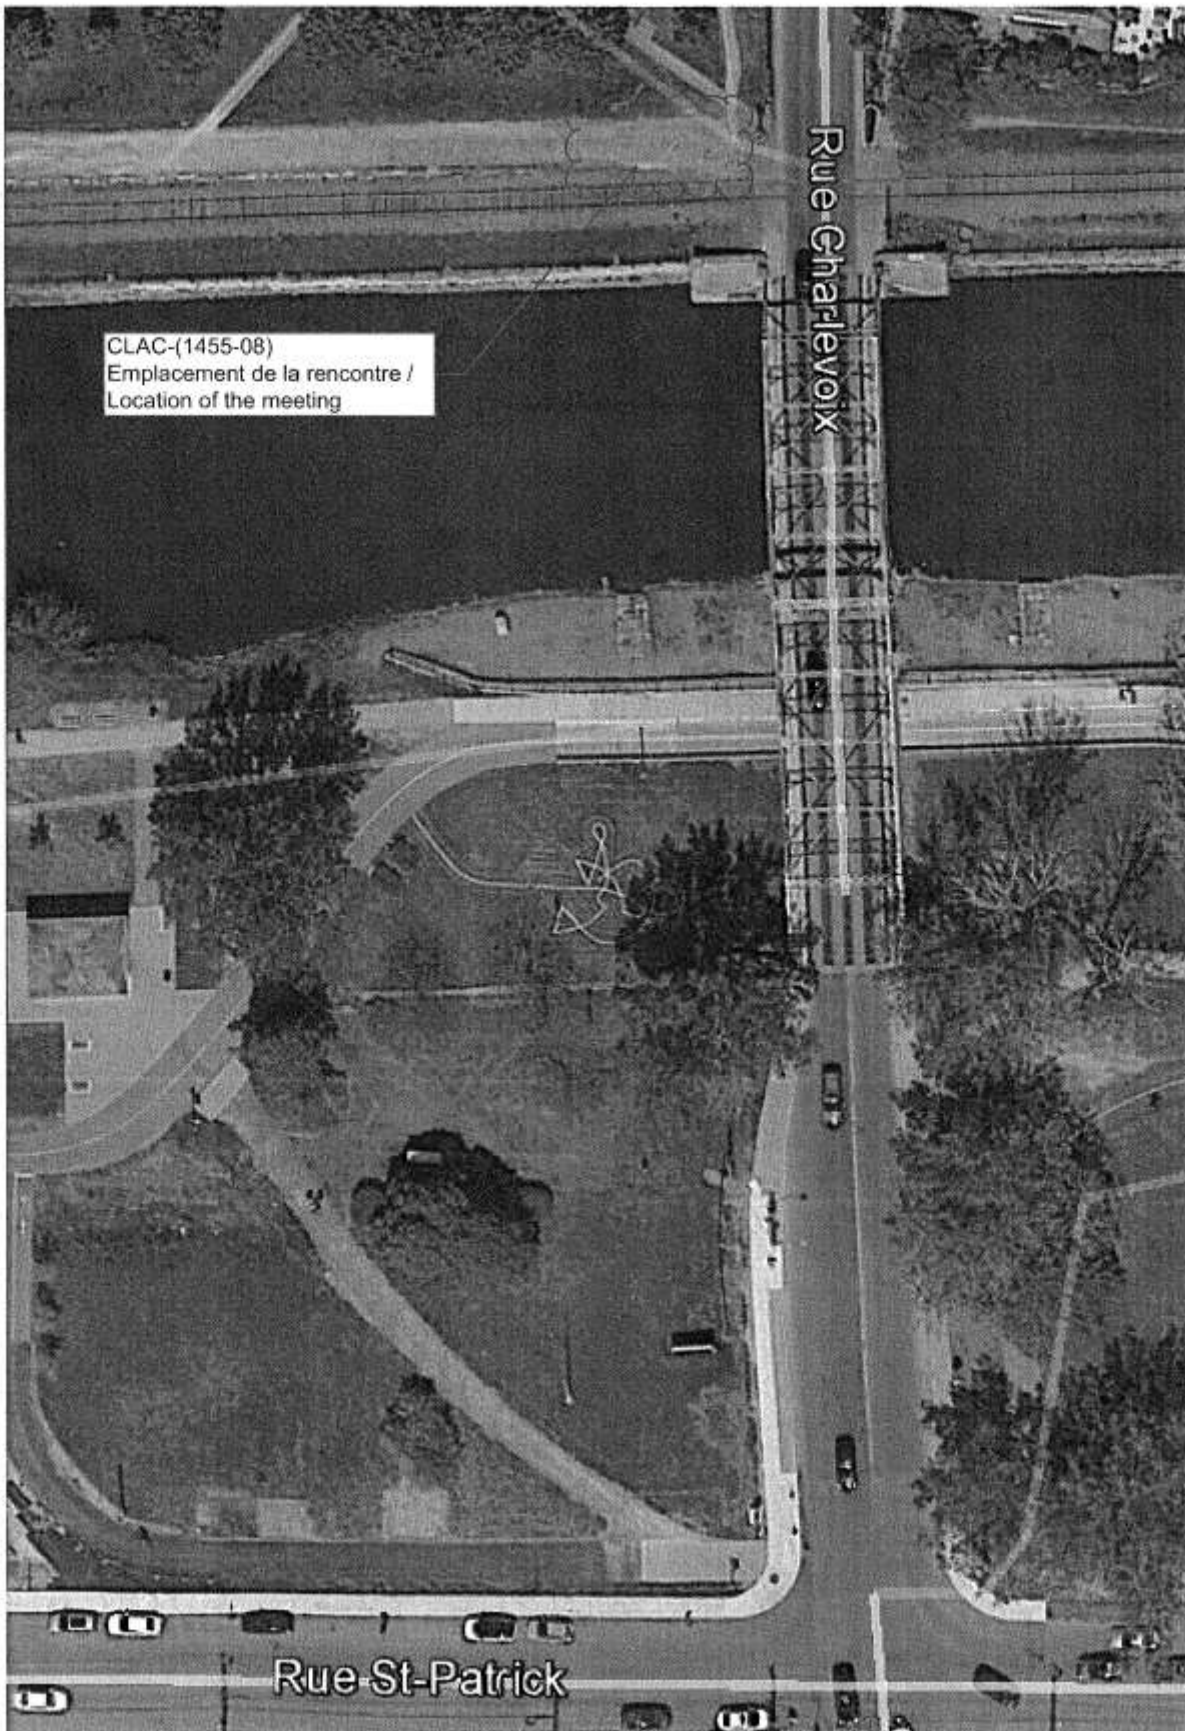 Rue Charlevoix
CLAC-(1455-08)
Emplacement de la rencontre /
Location of the meeting
Rue St-Patrick